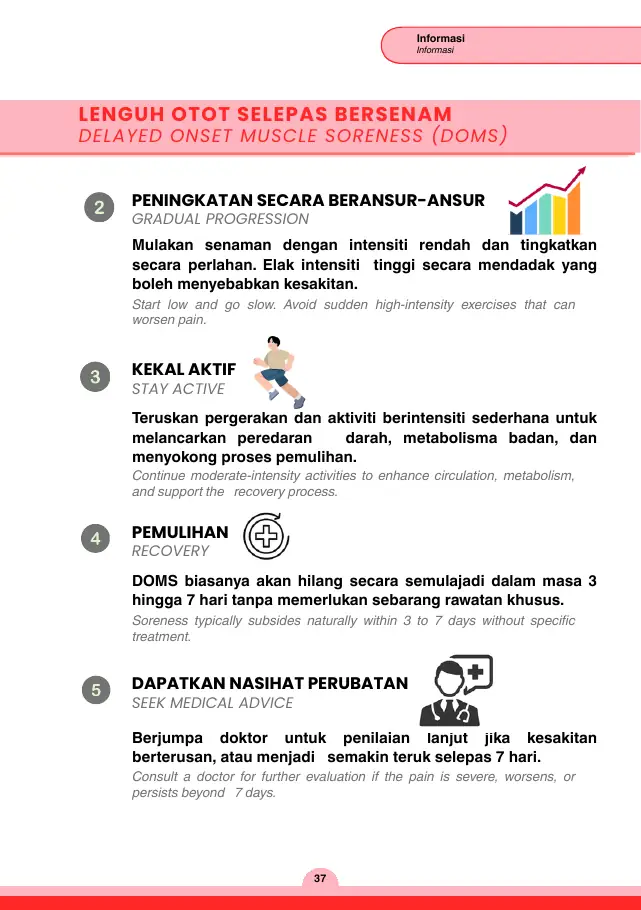 Informasi
Informasi
LENGUH OTOT SELEPAS BERSENAM
DELAYED ONSET MUSCLE SORENESS (DOMS)
2
PENINGKATAN SECARA BERANSUR-ANSUR
GRADUAL PROGRESSION
Mulakan senaman dengan intensiti rendah dan tingkatkan
secara perlahan. Elak intensiti tinggi secara mendadak yang
boleh menyebabkan kesakitan.
Start low and go slow. Avoid sudden high-intensity exercises that can
worsen pain.
3
KEKAL AKTIF
STAY ACTIVE
Teruskan pergerakan dan aktiviti berintensiti sederhana untuk
melancarkan peredaran darah, metabolisma badan, dan
menyokong proses pemulihan.
Continue moderate-intensity activities to enhance circulation, metabolism,
and support the recovery process.
4
PEMULIHAN
RECOVERY
DOMS biasanya akan hilang secara semulajadi dalam masa 3
hingga 7 hari tanpa memerlukan sebarang rawatan khusus.
Soreness typically subsides naturally within 3 to 7 days without specific
treatment.
5
DAPATKAN NASIHAT PERUBATAN
SEEK MEDICAL ADVICE
Berjumpa doktor untuk penilaian lanjut jika kesakitan
berterusan, atau menjadi semakin teruk selepas 7 hari.
Consult a doctor for further evaluation if the pain is severe, worsens, or
persists beyond 7 days.
37